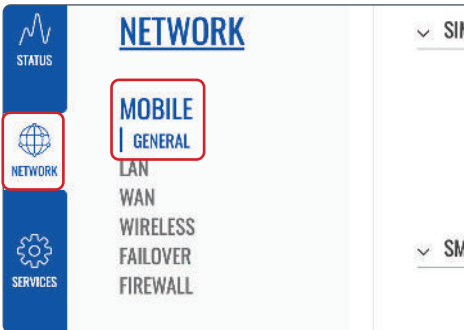 STATUS
NETWORK
SERVICES
NETWORK
MOBILE
GENERAL
LAN
WAN
WIRELESS
FAILOVER
FIREWALL